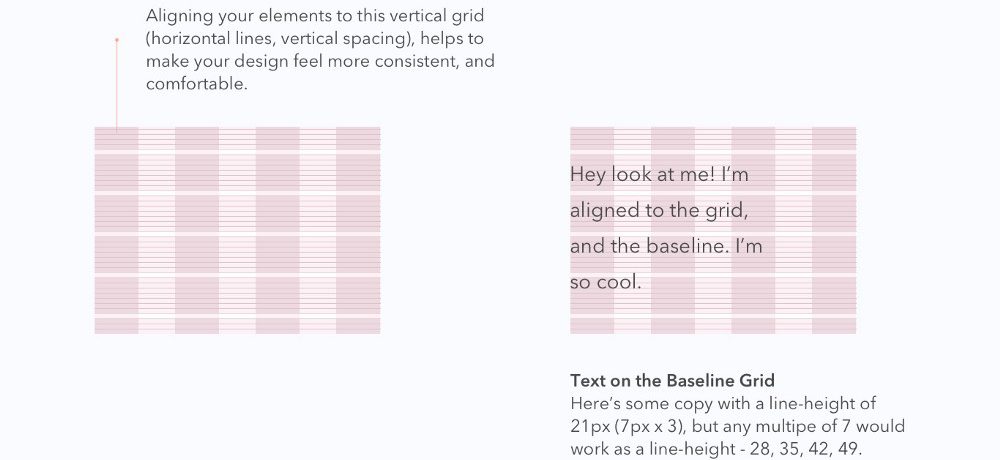 Aligning your elements to this vertical grid
(horizontal lines, vertical spacing), helps to
make your design feel more consistent, and
comfortable.
Hey look at me! I’m
aligned to the grid,
and the baseline. I’m
so cool.
Text on the Baseline Grid
Here’s some copy with a line-height of
21px (7px x 3), but any multipe of 7 would
work as a line-height - 28, 35, 42, 49.